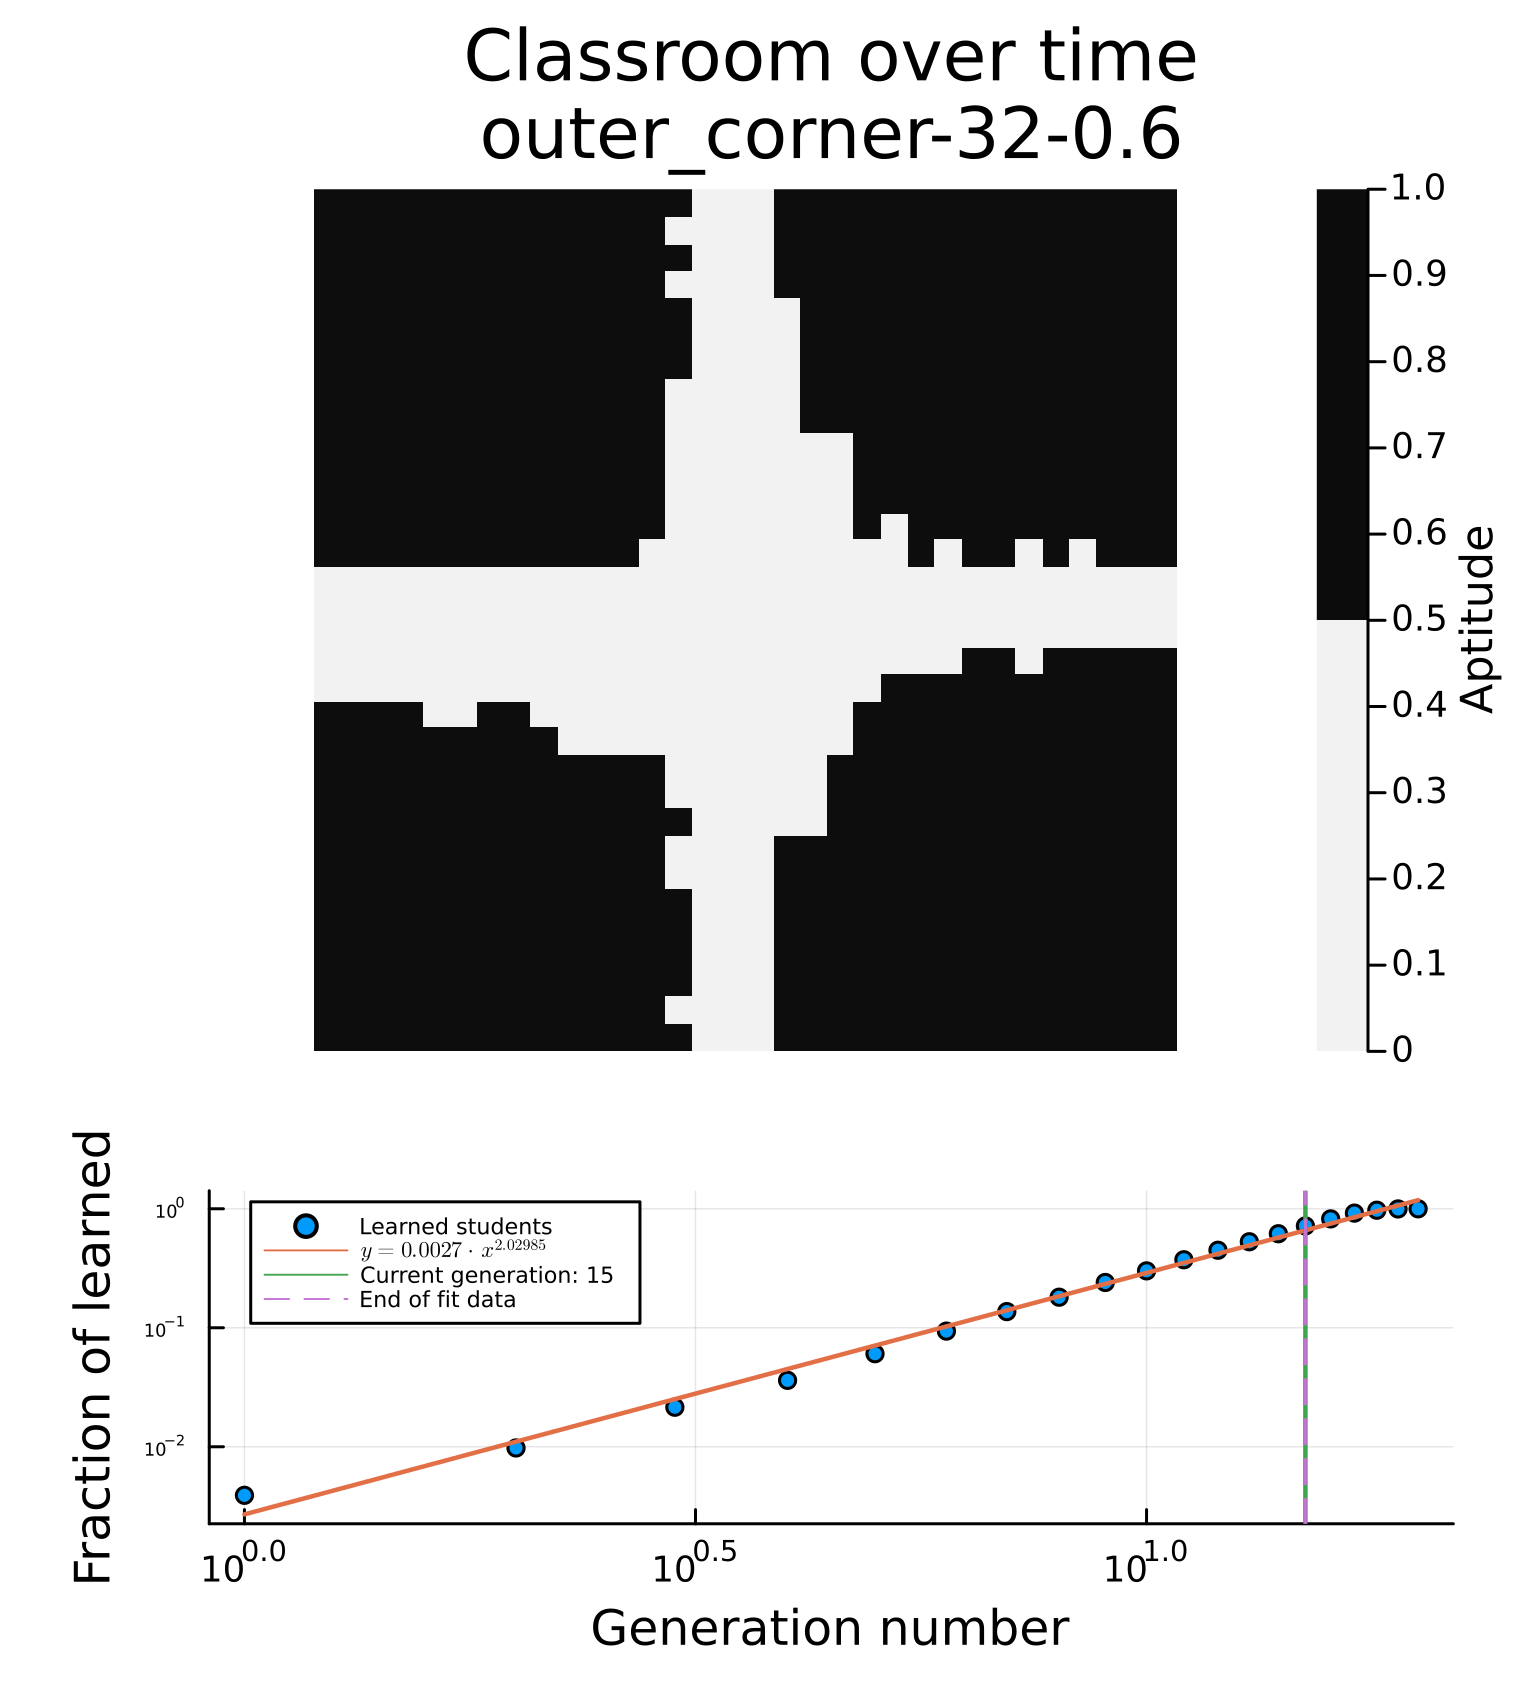 Classroom over time
outer_corner-32-0.6
1.0
0.9
0.8
0.7
0.6
0.5
0.4
0.3
0.2
0.1
0
Aptitude
Fraction of learned
10⁰
10⁻¹
10⁻²
Learned students
y = 0.0027 · x^2.02985
Current generation: 15
End of fit data
10^0.0
10^0.5
10^1.0
Generation number